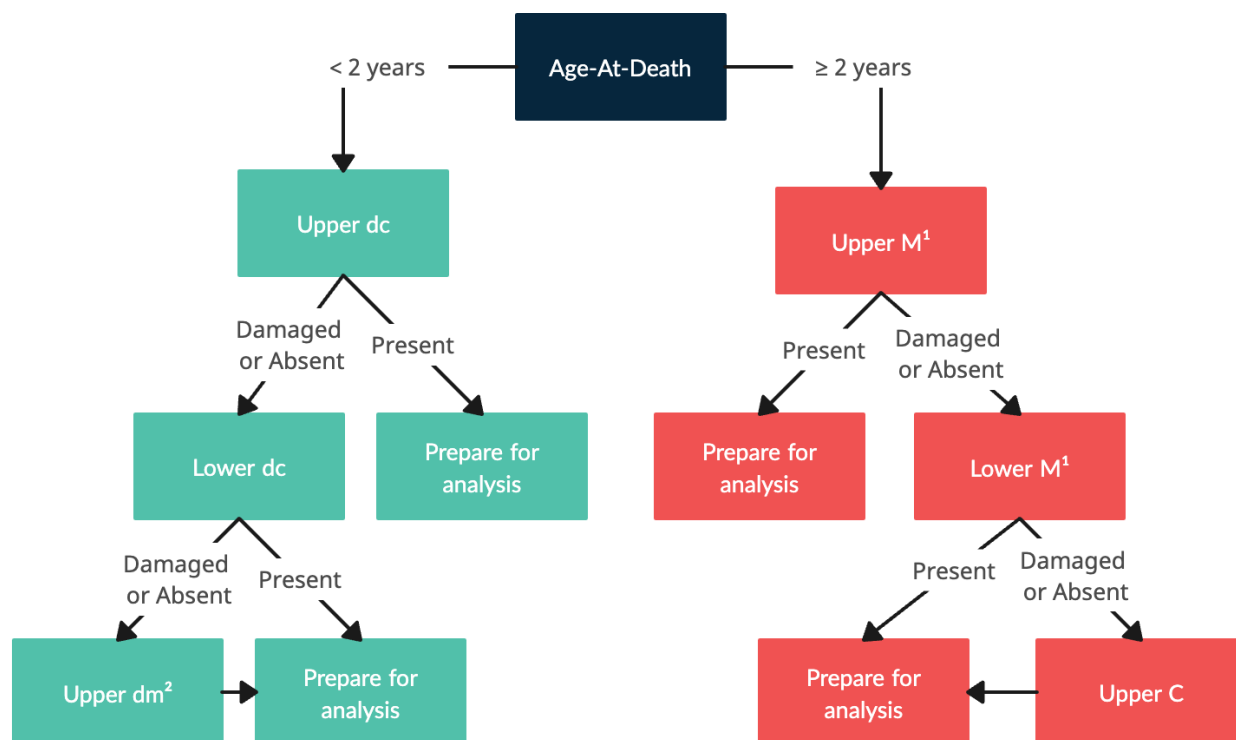 Age-At-Death
< 2 years
≥ 2 years
Upper dc
Upper M¹
Damaged
or Absent
Present
Present
Damaged
or Absent
Lower dc
Prepare for
analysis
Prepare for
analysis
Lower M¹
Damaged
or Absent
Present
Present
Damaged
or Absent
Upper dm²
Prepare for
analysis
Prepare for
analysis
Upper C